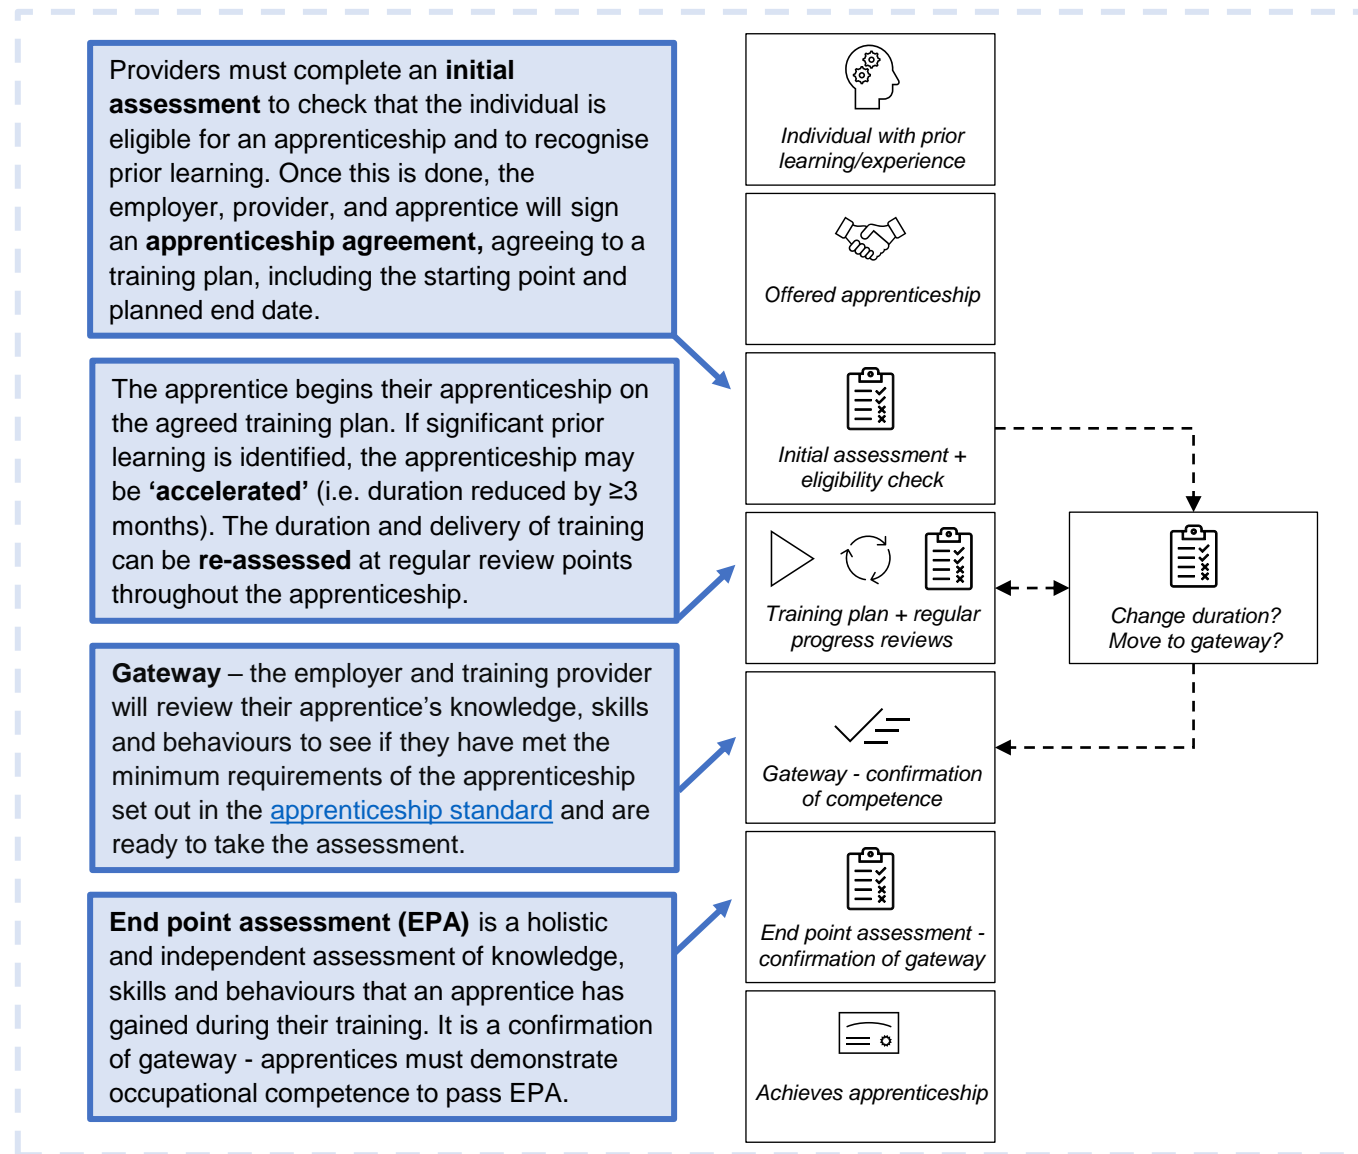 Providers must complete an initial
assessment to check that the individual is
eligible for an apprenticeship and to recognise
prior learning. Once this is done, the
employer, provider, and apprentice will sign
an apprenticeship agreement, agreeing to a
training plan, including the starting point and
planned end date.
The apprentice begins their apprenticeship on
the agreed training plan. If significant prior
learning is identified, the apprenticeship may
be ‘accelerated’ (i.e. duration reduced by ≥3
months). The duration and delivery of training
can be re-assessed at regular review points
throughout the apprenticeship.
Gateway – the employer and training provider
will review their apprentice’s knowledge, skills
and behaviours to see if they have met the
minimum requirements of the apprenticeship
set out in the apprenticeship standard and are
ready to take the assessment.
End point assessment (EPA) is a holistic
and independent assessment of knowledge,
skills and behaviours that an apprentice has
gained during their training. It is a confirmation
of gateway - apprentices must demonstrate
occupational competence to pass EPA.
Individual with prior
learning/experience
Offered apprenticeship
Initial assessment +
eligibility check
Training plan + regular
progress reviews
Change duration?
Move to gateway?
Gateway - confirmation
of competence
End point assessment -
confirmation of gateway
Achieves apprenticeship